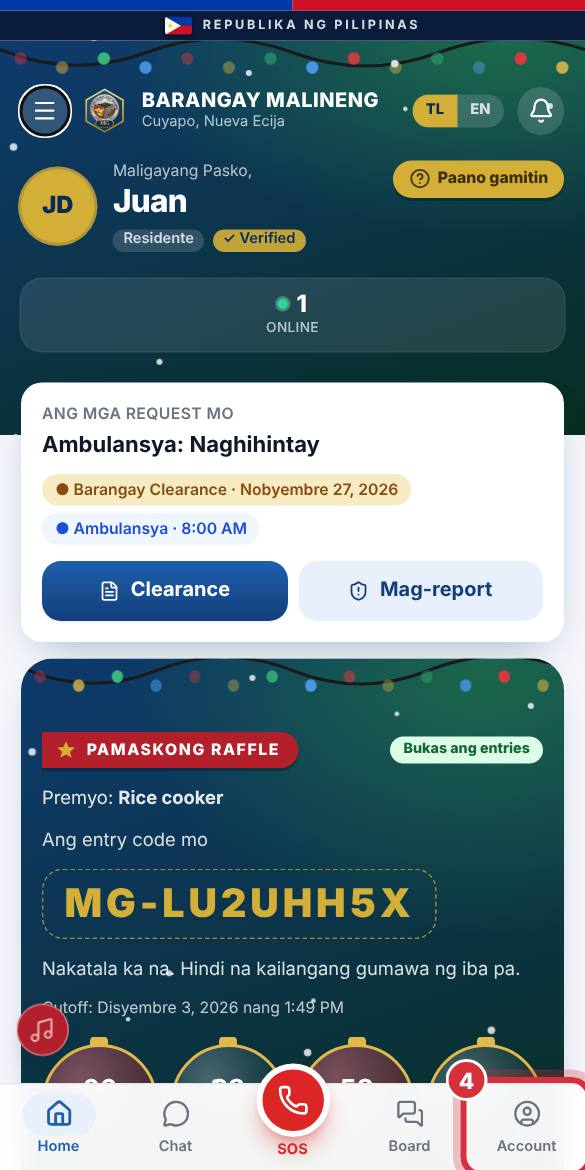 REPUBLIKA NG PILIPINAS
BARANGAY MALINENG
Cuyapo, Nueva Ecija
TL EN
Maligayang Pasko,
Juan
JD
Residente
✓ Verified
Paano gamitin
1
ONLINE
ANG MGA REQUEST MO
Ambulansya: Naghihintay
Barangay Clearance · Nobyembre 27, 2026
Ambulansya · 8:00 AM
Clearance
Mag-report
PAMASKONG RAFFLE
Bukas ang entries
Premyo: Rice cooker
Ang entry code mo
MG-LU2UHH5X
Nakatala ka na. Hindi na kailangang gumawa ng iba pa.
Cutoff: Disyembre 3, 2026 nang 1:49 PM
4
Home
Chat
SOS
Board
Account